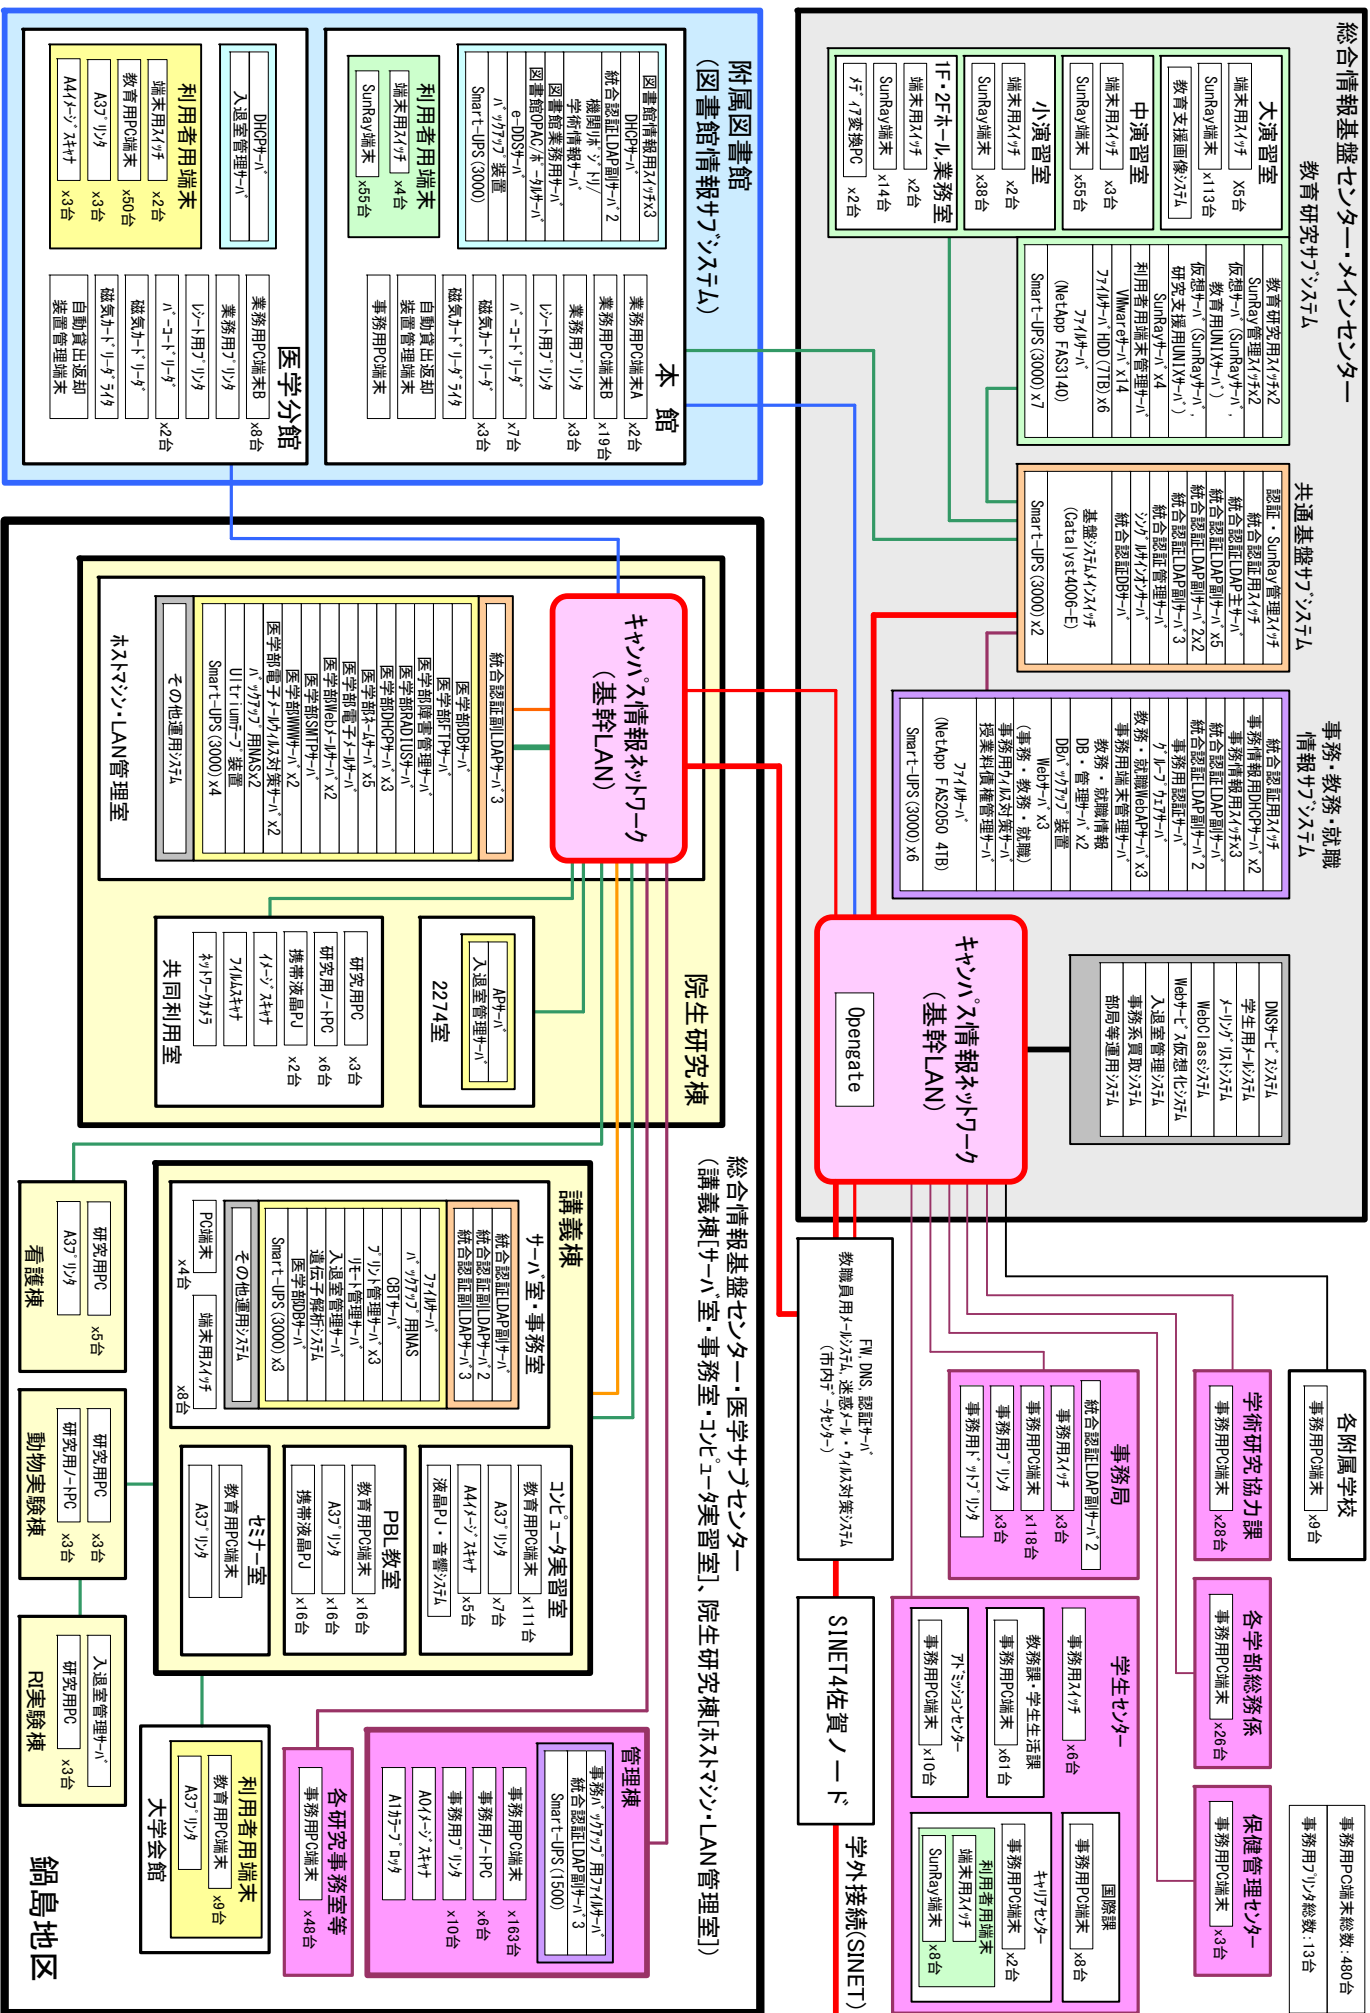 総合情報基盤センター・メインセンター
教育研究サブシステム
大演習室
端末用スイッチ x5台
SunRay端末 x113台
教育支援画像システム
中演習室
端末用スイッチ x3台
SunRay端末 x55台
小演習室
端末用スイッチ x2台
SunRay端末 x38台
1F・2Fホール,業務室
端末用スイッチ x2台
SunRay端末 x14台
メディア変換PC x2台
教育研究用スイッチx2
SunRay管理スイッチx2
仮想サーバ(SunRayサーバ,
教育用UNIXサーバ)
仮想サーバ(SunRayサーバ,
研究支援用UNIXサーバ)
SunRayサーバx4
利用者用端末管理サーバ
VMwareサーバx14
ファイルサーバHDD(7TB)x6
ファイルサーバ
(NetApp FAS3140)
Smart-UPS(3000)x7
共通基盤サブシステム
認証・SunRay管理スイッチ
統合認証用スイッチ
統合認証LDAP主サーバ
統合認証LDAP副サーバx5
統合認証LDAP副サーバ2x2
統合認証LDAP副サーバ3
統合認証管理サーバ
シングルサインオンサーバ
統合認証DBサーバ
基盤システムメインスイッチ
(Catalyst4006-E)
Smart-UPS(3000)x2
事務・教務・就職
情報サブシステム
統合認証用スイッチ
事務情報用DHCPサーバx2
事務情報用スイッチx3
統合認証LDAP副サーバ
統合認証LDAP副サーバ2
事務用認証サーバ
グループウェアサーバ
教務・就職WebAPサーバx3
事務用端末管理サーバ
教務・就職情報
DB・管理サーバx2
DBバックアップ装置
Webサーバx3
(事務・教務・就職)
事務用ウィルス対策サーバ
授業料債権管理サーバ
ファイルサーバ
(NetApp FAS2050 4TB)
Smart-UPS(3000)x6
DNSサービスシステム
学生用メールシステム
メーリングリストシステム
WebClassシステム
Webサービス仮想化システム
入退室管理システム
事務系買取システム
部局等運用システム
キャンパス情報ネットワーク
(基幹LAN)
Opengate
FW, DNS, 認証サーバ
教職員用メールシステム, 迷惑メール・ウィルス対策システム
(市内データセンター)
SINET4佐賀ノード
学外接続(SINET)
各附属学校
事務用PC端末 x9台
学術研究協力課
事務用PC端末 x28台
各学部総務係
事務用PC端末 x26台
保健管理センター
事務用PC端末 x3台
事務用PC端末総数:480台
事務用プリンタ総数:13台
事務局
統合認証LDAP副サーバ2
事務用スイッチ x3台
事務用PC端末 x118台
事務用プリンタ x3台
事務用ドットプリンタ
学生センター
事務用スイッチ x6台
教務課・学生生活課
事務用PC端末 x61台
アドミッションセンター
事務用PC端末 x10台
国際課
事務用PC端末 x8台
キャリアセンター
事務用PC端末 x2台
利用者用端末
端末用スイッチ
SunRay端末 x8台
附属図書館
(図書館情報サブシステム)
本 館
図書館情報用スイッチx3
DHCPサーバ
統合認証LDAP副サーバ2
機関リポジトリ/
学術情報サーバ
図書館業務用サーバ
図書館OPAC/ポータルサーバ
e-DDSサーバ
バックアップ装置
Smart-UPS(3000)
利用者用端末
端末用スイッチ x4台
SunRay端末 x55台
業務用PC端末A x2台
業務用PC端末B x19台
業務用プリンタ x3台
レシート用プリンタ
バーコードリーダ x7台
磁気カードリーダ x3台
磁気カードリーダライタ
自動貸出返却
装置管理端末
事務用PC端末
医学分館
DHCPサーバ
入退室管理サーバ
利用者用端末
端末用スイッチ x2台
教育用PC端末 x50台
A3プリンタ x3台
A4イメージスキャナ x3台
業務用PC端末B x8台
業務用プリンタ
レシート用プリンタ
バーコードリーダ x2台
磁気カードリーダ
磁気カードリーダライタ
自動貸出返却
装置管理端末
総合情報基盤センター・医学サブセンター
(講義棟[サーバ室・事務室・コンピュータ実習室]、院生研究棟[ホストマシン・LAN管理室])
院生研究棟
キャンパス情報ネットワーク
(基幹LAN)
統合認証副LDAPサーバ3
医学部DBサーバ
医学部FTPサーバ
医学部障害管理サーバ
医学部RADIUSサーバ
医学部DHCPサーバx3
医学部ネームサーバx5
医学部電子メールサーバ
医学部Webメールサーバx2
医学部SMTPサーバ
医学部WWWサーバx2
医学部電子メールウィルス対策サーバx2
バックアップ用NASx2
Ultriumテープ装置
Smart-UPS(3000)x4
その他運用システム
ホストマシン・LAN管理室
APサーバ
入退室管理サーバ
2274室
研究用PC x3台
研究用ノートPC x6台
携帯液晶PJ x2台
イメージスキャナ
フィルムスキャナ
ネットワークカメラ
共同利用室
講義棟
サーバ室・事務室
統合認証LDAP副サーバ
統合認証副LDAPサーバ2
統合認証副LDAPサーバ3
ファイルサーバ
バックアップ用NAS
CBTサーバ
プリント管理サーバx3
リモート管理サーバ
入退室管理サーバ
遺伝子解析システム
医学部DBサーバ
Smart-UPS(3000)x3
その他運用システム
PC端末 x4台
端末用スイッチ x8台
コンピュータ実習室
教育用PC端末 x111台
A3プリンタ x7台
A4イメージスキャナ x5台
液晶PJ・音響システム
PBL教室
教育用PC端末 x16台
A3プリンタ x16台
携帯液晶PJ x16台
セミナー室
教育用PC端末
A3プリンタ
管理棟
事務バックアップ用ファイルサーバ
統合認証LDAP副サーバ3
Smart-UPS(1500)
事務用PC端末 x163台
事務用ノートPC x6台
事務用プリンタ x10台
A0イメージスキャナ
A1カラープロッタ
各研究事務室等
事務用PC端末 x48台
看護棟
研究用PC x5台
A3プリンタ
動物実験棟
研究用PC x3台
研究用ノートPC x3台
RI実験棟
入退室管理サーバ
研究用PC x3台
利用者用端末
教育用PC端末 x9台
A3プリンタ
大学会館
鍋島地区